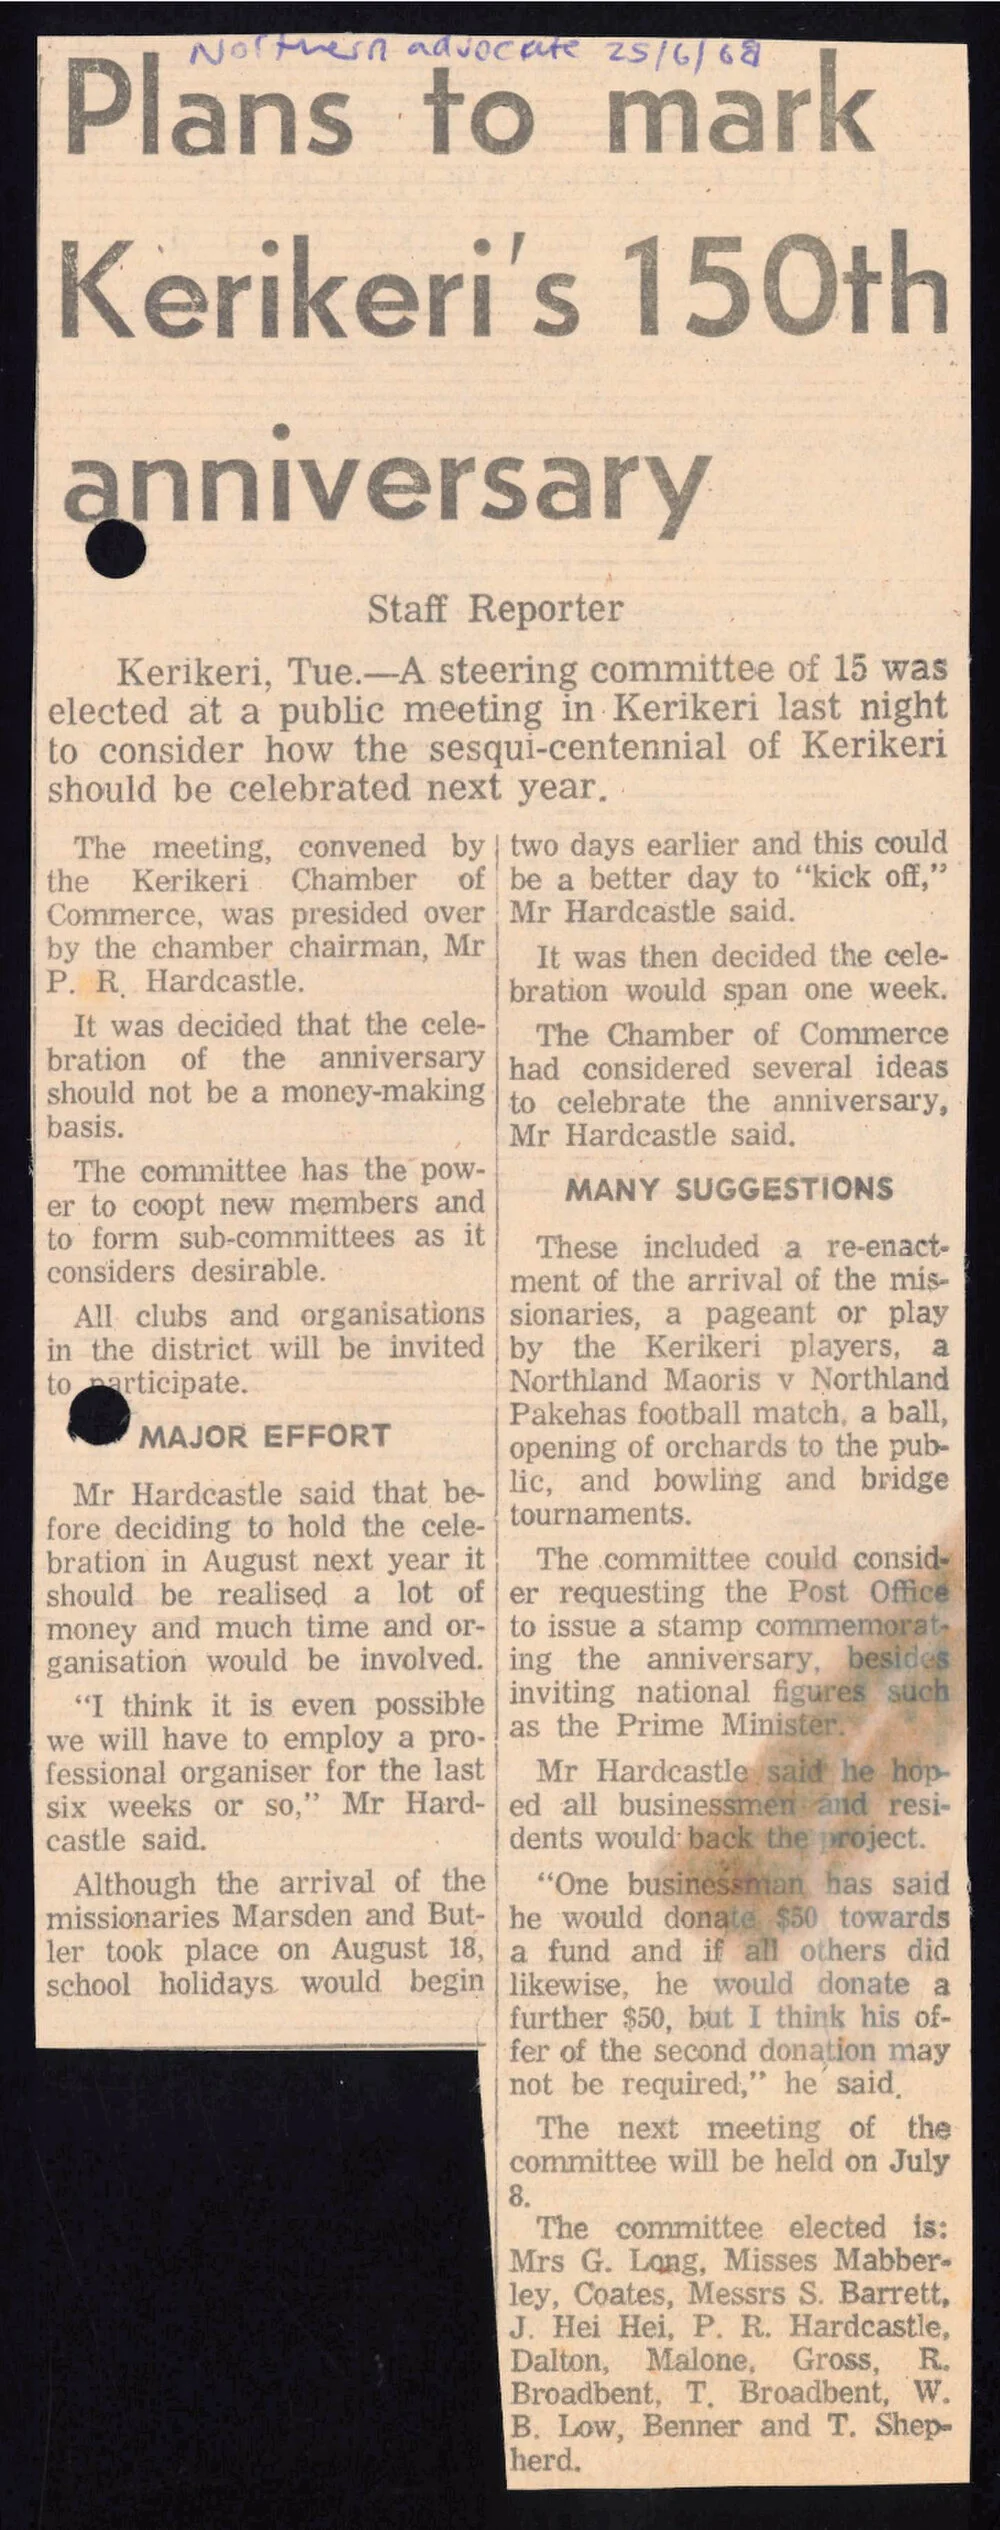 Northern advocate 25/6/68
Plans to mark
Kerikeri's 150th
anniversary
Staff Reporter
Kerikeri, Tue.—A steering committee of 15 was
elected at a public meeting in Kerikeri last night
to consider how the sesqui-centennial of Kerikeri
should be celebrated next year.
The meeting, convened by
the Kerikeri Chamber of
Commerce, was presided over
by the chamber chairman, Mr
P. R. Hardcastle.
It was decided that the cele-
bration of the anniversary
should not be a money-making
basis.
The committee has the pow-
er to coopt new members and
to form sub-committees as it
considers desirable.
All clubs and organisations
in the district will be invited
to participate.
MAJOR EFFORT
Mr Hardcastle said that be-
fore deciding to hold the cele-
bration in August next year it
should be realised a lot of
money and much time and or-
ganisation would be involved.
“I think it is even possible
we will have to employ a pro-
fessional organiser for the last
six weeks or so,” Mr Hard-
castle said.
Although the arrival of the
missionaries Marsden and But-
ler took place on August 18,
school holidays would begin
two days earlier and this could
be a better day to “kick off,”
Mr Hardcastle said.
It was then decided the cele-
bration would span one week.
The Chamber of Commerce
had considered several ideas
to celebrate the anniversary,
Mr Hardcastle said.
MANY SUGGESTIONS
These included a re-enact-
ment of the arrival of the mis-
sionaries, a pageant or play
by the Kerikeri players, a
Northland Maoris v Northland
Pakehas football match, a ball,
opening of orchards to the pub-
lic, and bowling and bridge
tournaments.
The committee could consid-
er requesting the Post Office
to issue a stamp commemorat-
ing the anniversary, besides
inviting national figures such
as the Prime Minister.
Mr Hardcastle said he hop-
ed all businessmen and resi-
dents would back the project.
“One businessman has said
he would donate $50 towards
a fund and if all others did
likewise, he would donate a
further $50, but I think his of-
fer of the second donation may
not be required,” he said.
The next meeting of the
committee will be held on July
8.
The committee elected is:
Mrs G. Long, Misses Mabber-
ley, Coates, Messrs S. Barrett,
J. Hei Hei, P. R. Hardcastle,
Dalton, Malone, Gross, R.
Broadbent, T. Broadbent, W.
B. Low, Benner and T. Shep-
herd.